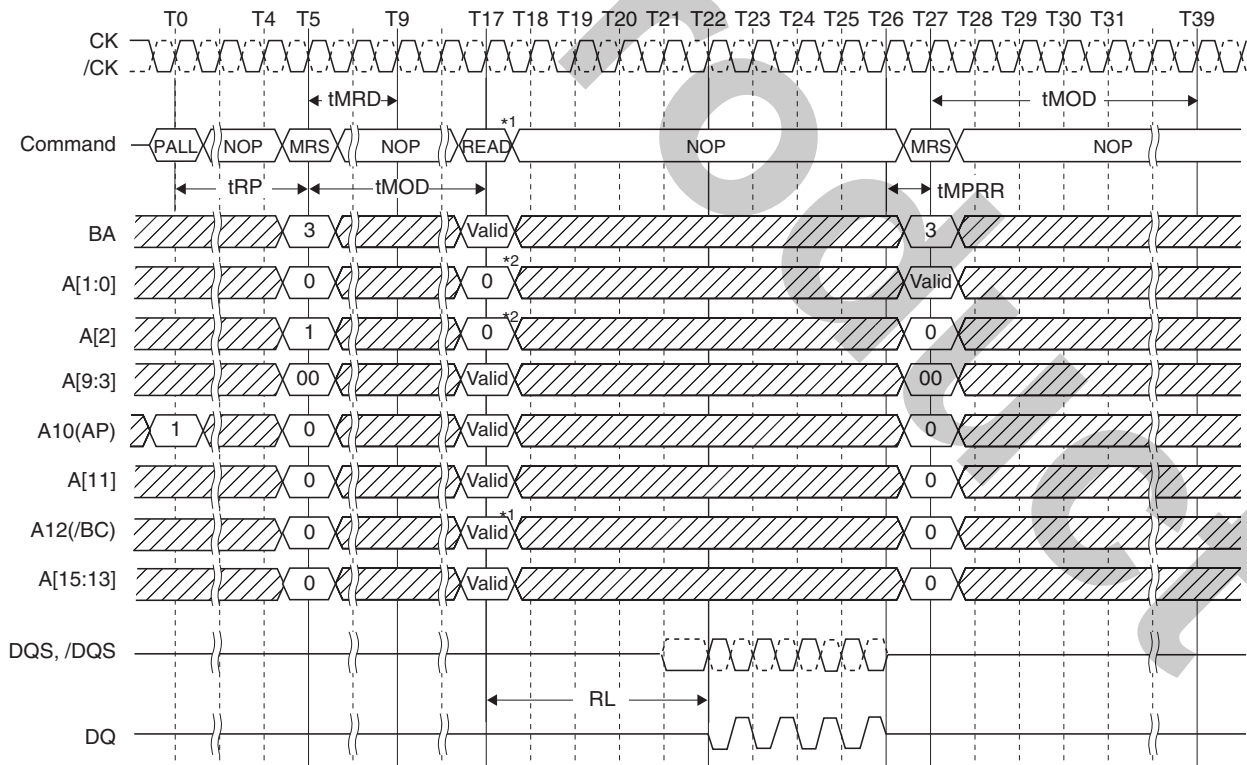 T0 T4 T5 T9 T17 T18 T19 T20 T21 T22 T23 T24 T25 T26 T27 T28 T29 T30 T31 T39
CK
/CK
tMRD tMOD
Command PALL NOP MRS NOP READ *1 NOP MRS NOP
tRP tMOD tMPRR
BA 3 Valid 3
A[1:0] 0 0 *2 Valid
A[2] 1 0 *2 0
A[9:3] 00 Valid 00
A10(AP) 1 0 Valid 0
A[11] 0 Valid 0
A12(/BC) 0 Valid *1 0
A[15:13] 0 Valid 0
DQS, /DQS
RL
DQ
roduct